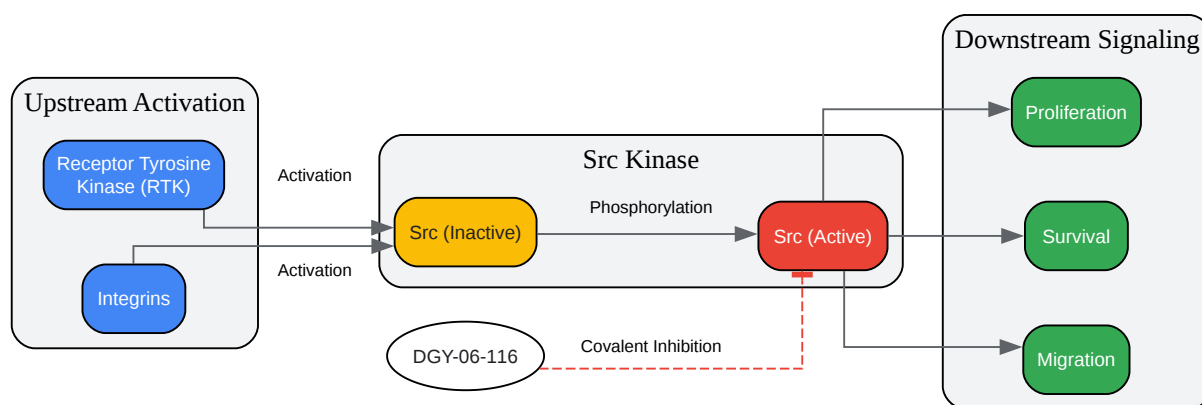 Upstream Activation
Receptor Tyrosine
Kinase (RTK)
Integrins
Activation
Activation
Src Kinase
Src (Inactive)
Phosphorylation
Src (Active)
DGY-06-116
Covalent Inhibition
Downstream Signaling
Proliferation
Survival
Migration